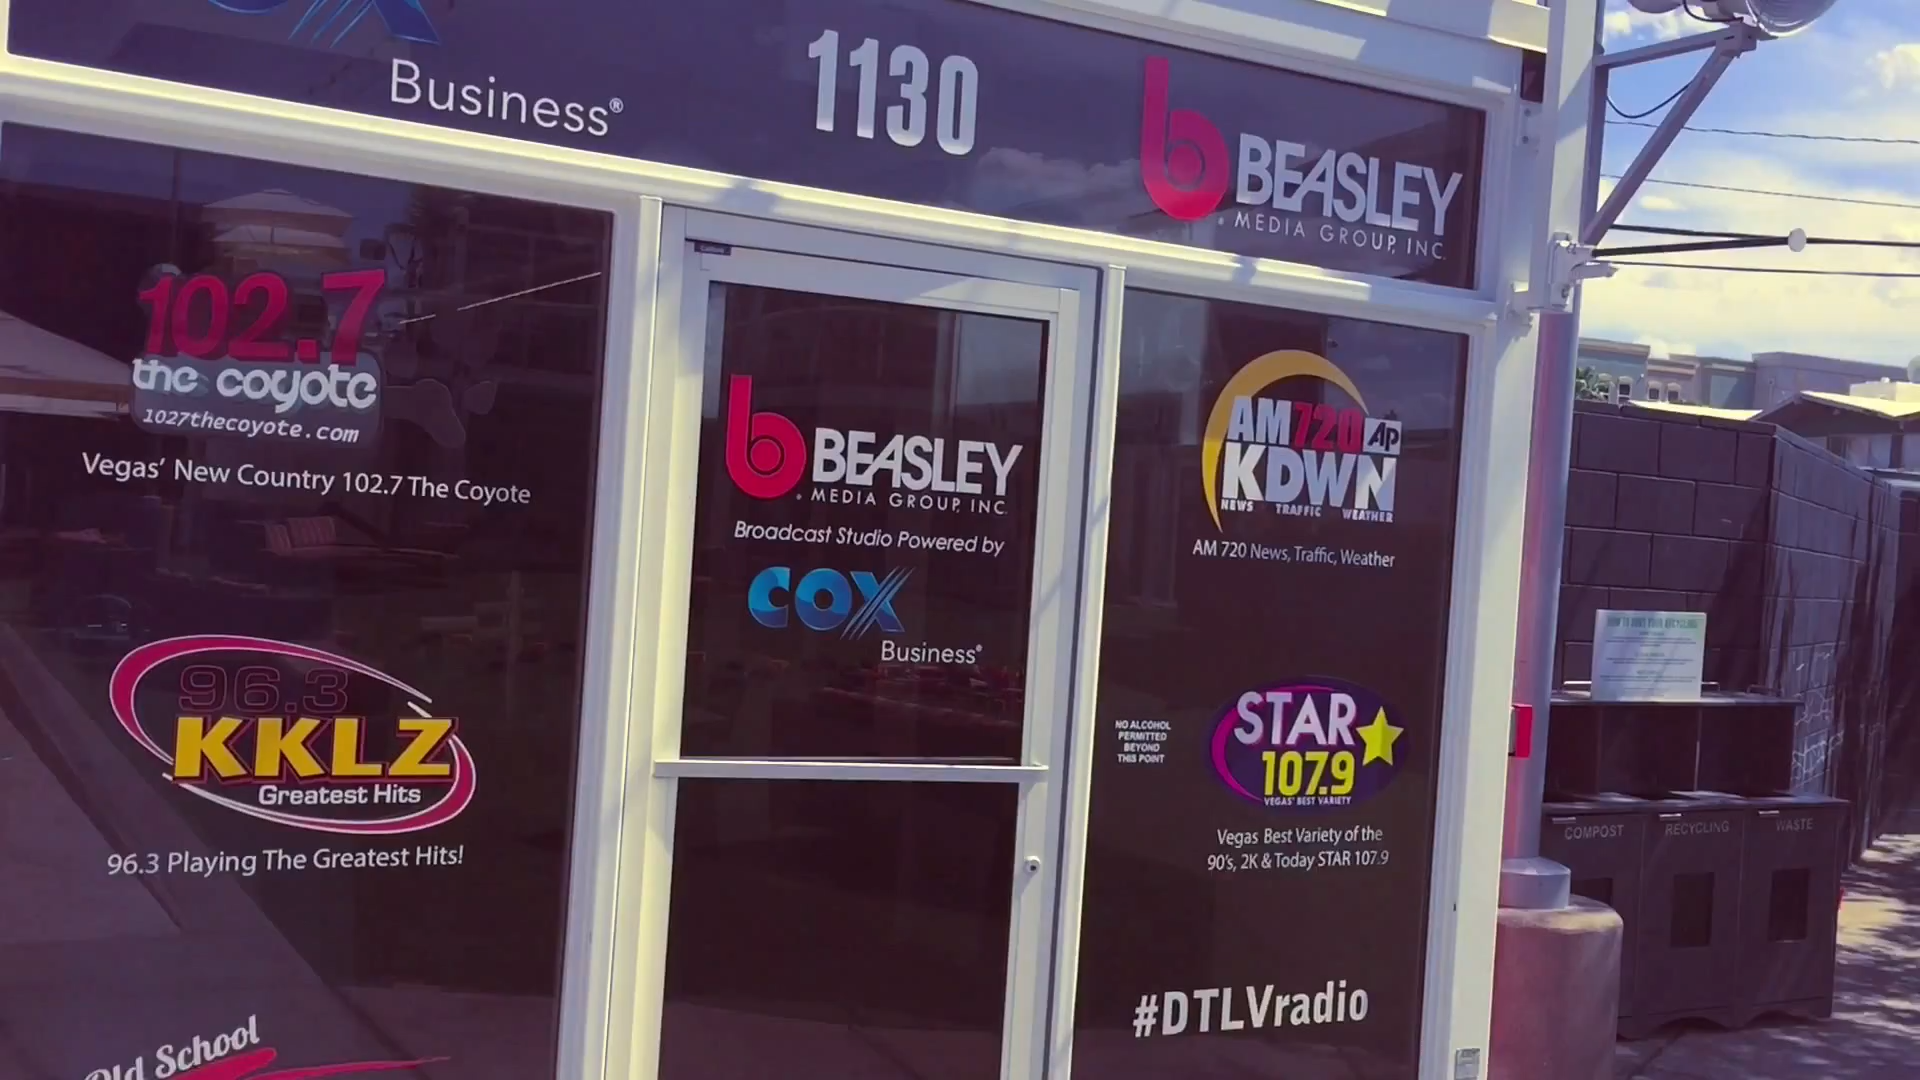 COX
Business®
1130
b BEASLEY
MEDIA GROUP, INC.
102.7
the coyote
1027thecoyote.com
Vegas' New Country 102.7 The Coyote
96.3
KKLZ
Greatest Hits
96.3 Playing The Greatest Hits!
Old School
b BEASLEY
MEDIA GROUP, INC.
Broadcast Studio Powered by
COX
Business®
AM 720 AP
KDWN
NEWS TRAFFIC WEATHER
AM 720 News, Traffic, Weather
NO ALCOHOL
PERMITTED
BEYOND
THIS POINT
STAR
107.9
VEGAS' BEST VARIETY
Vegas Best Variety of the
90's, 2K & Today STAR 107.9
#DTLVradio
COMPOST
RECYCLING
WASTE